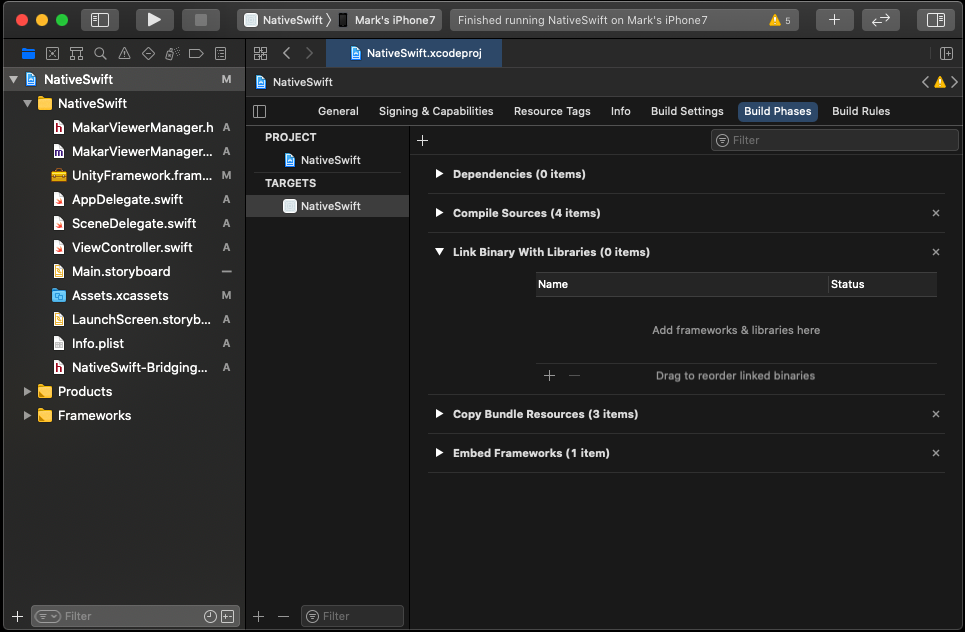 NativeSwift Mark's iPhone7 Finished running NativeSwift on Mark's iPhone7 5
NativeSwift.xcodeproj
NativeSwift M
NativeSwift
MakarViewerManager.h A
MakarViewerManager... A
UnityFramework.fram... M
AppDelegate.swift A
SceneDelegate.swift A
ViewController.swift A
Main.storyboard
Assets.xcassets M
LaunchScreen.storyb... A
Info.plist A
NativeSwift-Bridging... A
Products
Frameworks
Filter
NativeSwift
General Signing & Capabilities Resource Tags Info Build Settings Build Phases Build Rules
PROJECT
NativeSwift
TARGETS
NativeSwift
Filter
Filter
Dependencies (0 items)
Compile Sources (4 items)
Link Binary With Libraries (0 items)
Name Status
Add frameworks & libraries here
Drag to reorder linked binaries
Copy Bundle Resources (3 items)
Embed Frameworks (1 item)